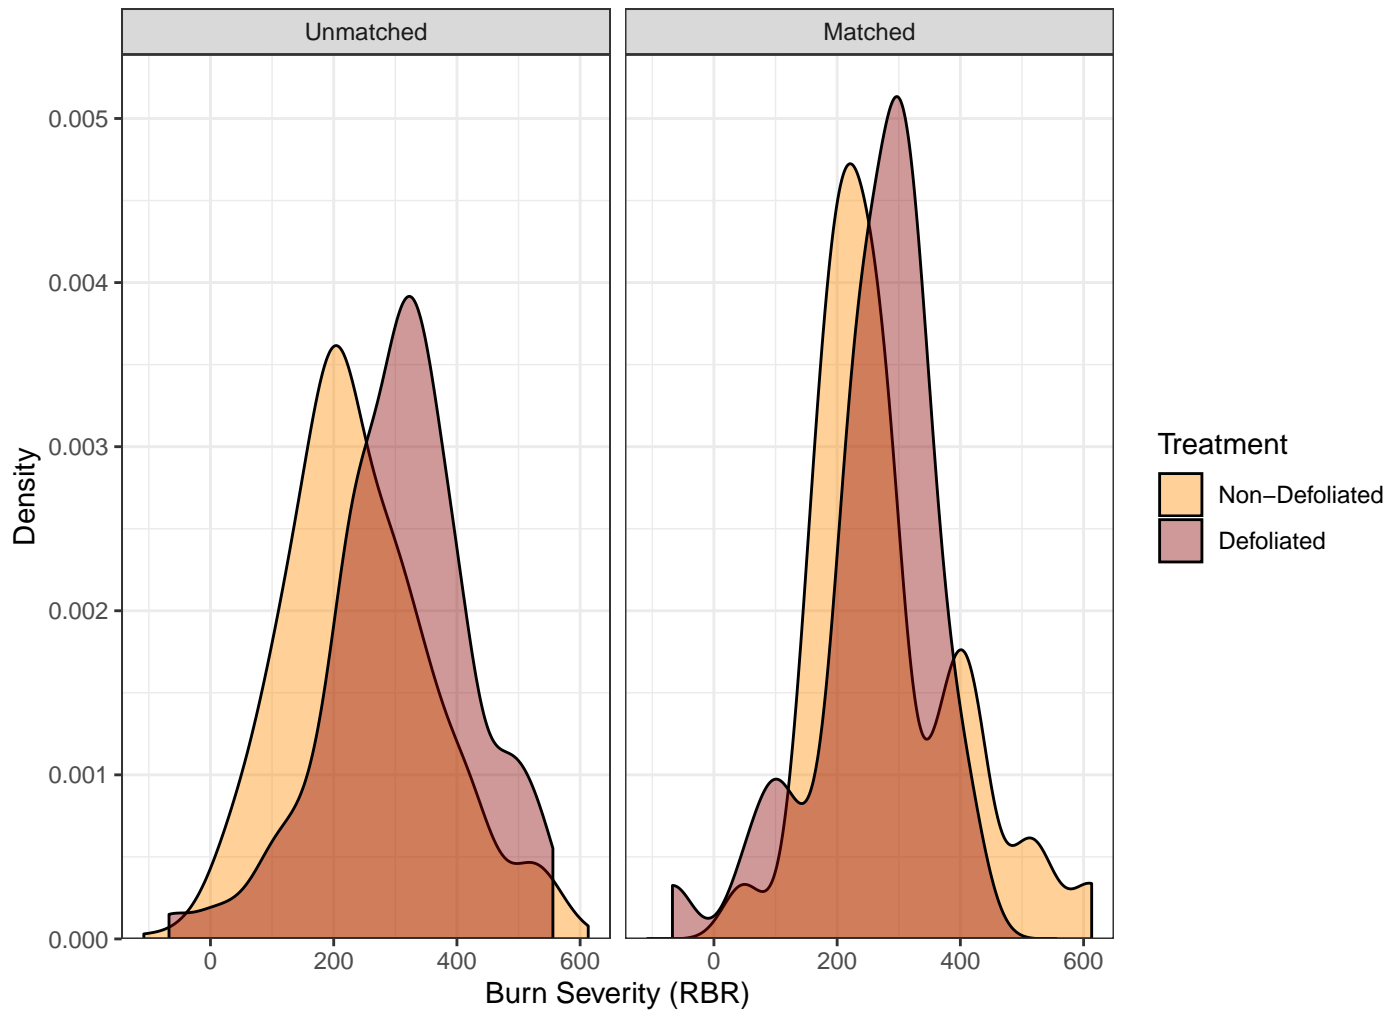 Unmatched
Matched
0.005
0.004
0.003
0.002
0.001
0.000
Density
0 200 400 600
0 200 400 600
Burn Severity (RBR)
Treatment
Non−Defoliated
Defoliated